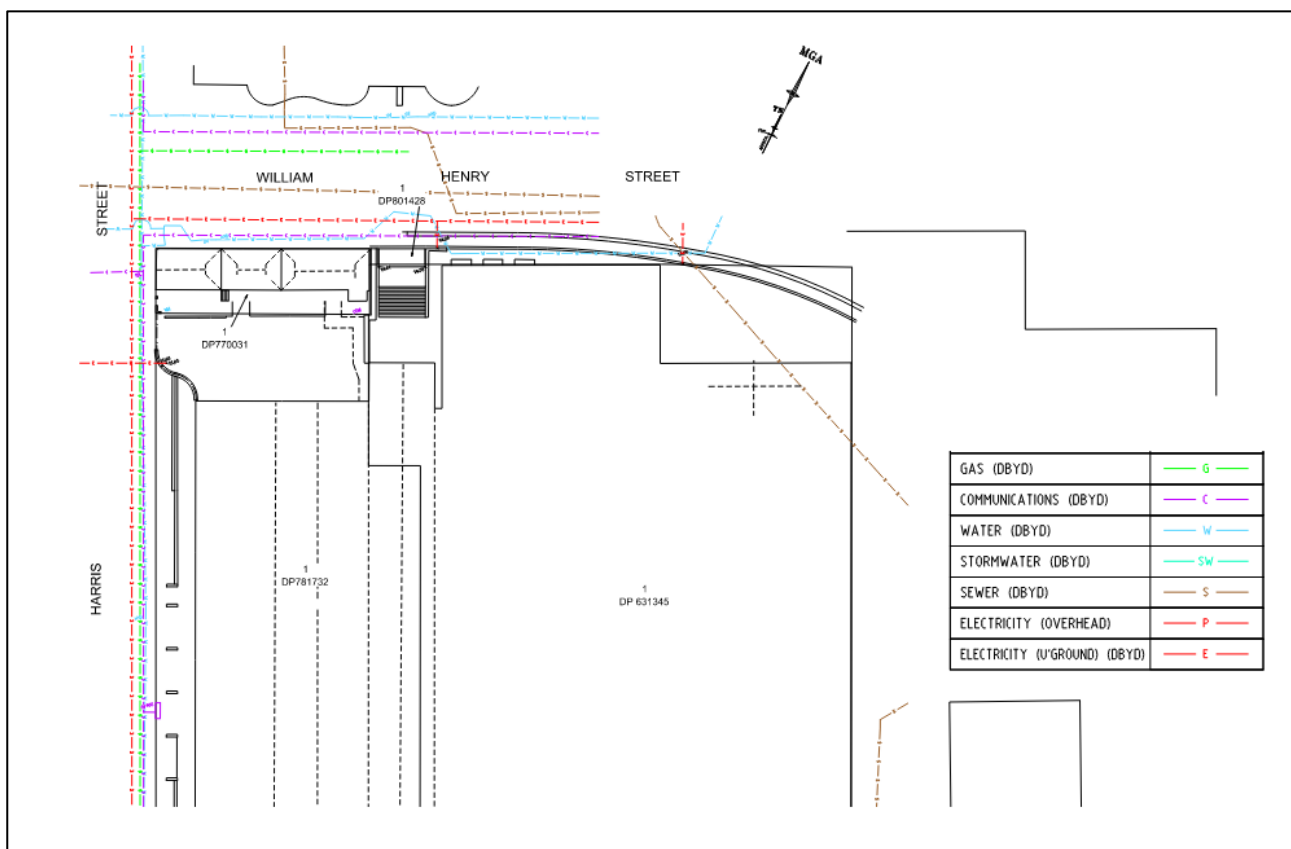 MGA
WILLIAM HENRY STREET
1
DP801428
STREET
1
DP770031
GAS (DBYD) G
COMMUNICATIONS (DBYD) C
WATER (DBYD) W
STORMWATER (DBYD) SW
SEWER (DBYD) S
ELECTRICITY (OVERHEAD) P
ELECTRICITY (U'GROUND) (DBYD) E
1
DP781732
HARRIS
1
DP 631345